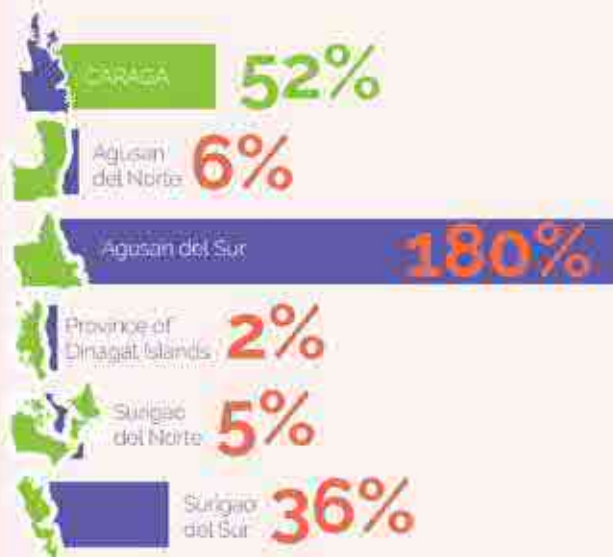 CARAGA
52%
Agusan
del Norte
6%
Agusan del Sur
180%
Province of
Dinagat Islands
2%
Surigao
del Norte
5%
Surigao
del Sur
36%